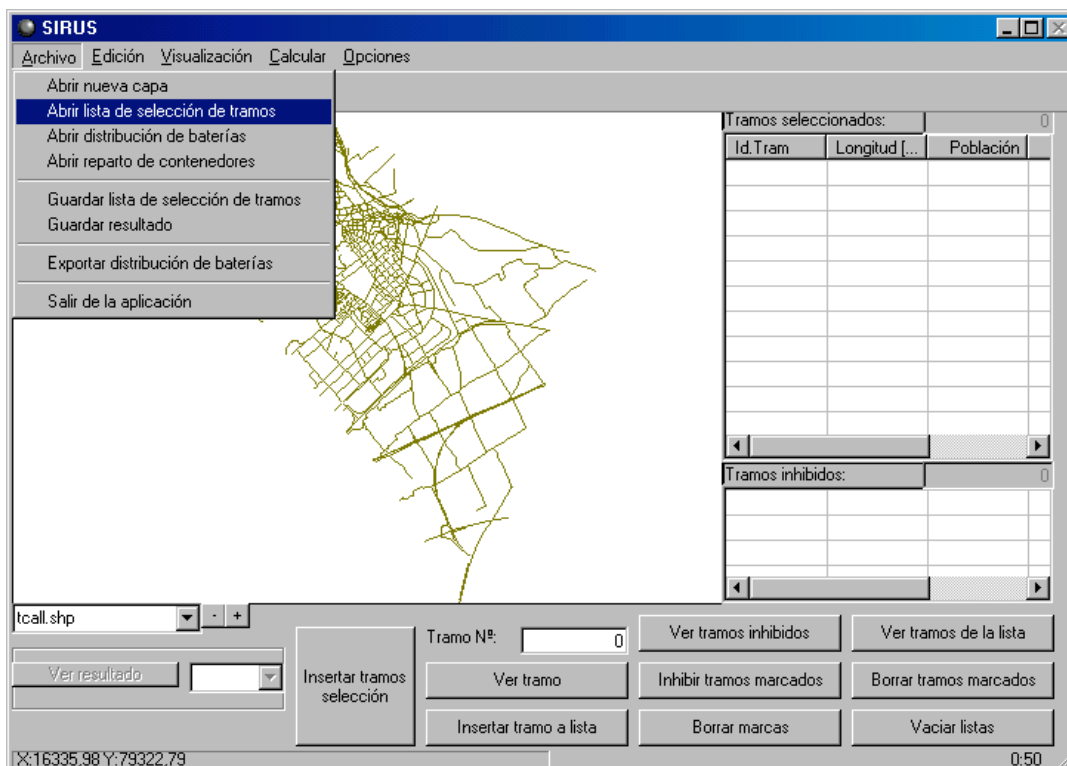 SIRUS
Archivo Edición Visualización Calcular Opciones
Abrir nueva capa
Abrir lista de selección de tramos
Abrir distribución de baterías
Abrir reparto de contenedores
Guardar lista de selección de tramos
Guardar resultado
Exportar distribución de baterías
Salir de la aplicación
Tramos seleccionados: 0
Id.Tram Longitud [... Población
Tramos inhibidos: 0
tcall.shp - +
Ver resultado
Insertar tramos selección
Tramo Nº: 0
Ver tramo
Insertar tramo a lista
Ver tramos inhibidos
Inhibir tramos marcados
Borrar marcas
Ver tramos de la lista
Borrar tramos marcados
Vaciar listas
X:16335,98 Y:79322,79
0:50